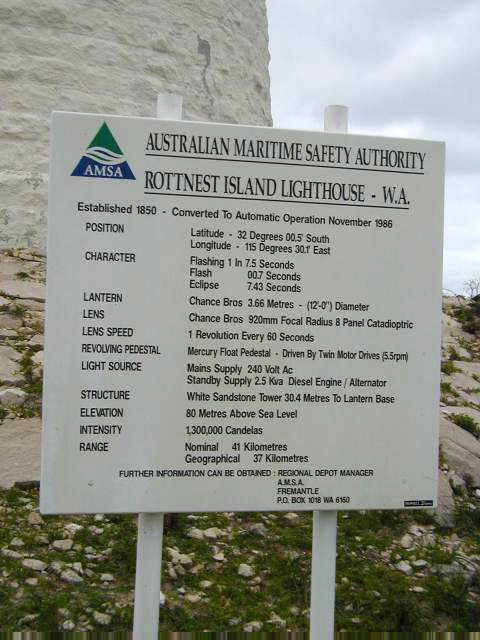 AUSTRALIAN MARITIME SAFETY AUTHORITY
AMSA
ROTTNEST ISLAND LIGHTHOUSE - W.A.
Established 1850 - Converted To Automatic Operation November 1986
POSITION Latitude - 32 Degrees 00.5' South
Longitude - 115 Degrees 30.1' East
CHARACTER Flashing 1 In 7.5 Seconds
Flash 00.7 Seconds
Eclipse 7.43 Seconds
LANTERN Chance Bros 3.66 Metres - (12'-0") Diameter
LENS Chance Bros 920mm Focal Radius 8 Panel Catadioptric
LENS SPEED 1 Revolution Every 60 Seconds
REVOLVING PEDESTAL Mercury Float Pedestal - Driven By Twin Motor Drives (5.5rpm)
LIGHT SOURCE Mains Supply 240 Volt Ac
Standby Supply 2.5 Kva Diesel Engine / Alternator
STRUCTURE White Sandstone Tower 30.4 Metres To Lantern Base
ELEVATION 80 Metres Above Sea Level
INTENSITY 1,300,000 Candelas
RANGE Nominal 41 Kilometres
Geographical 37 Kilometres
FURTHER INFORMATION CAN BE OBTAINED : REGIONAL DEPOT MANAGER
A.M.S.A.
FREMANTLE
P.O. BOX 1018 WA 6160